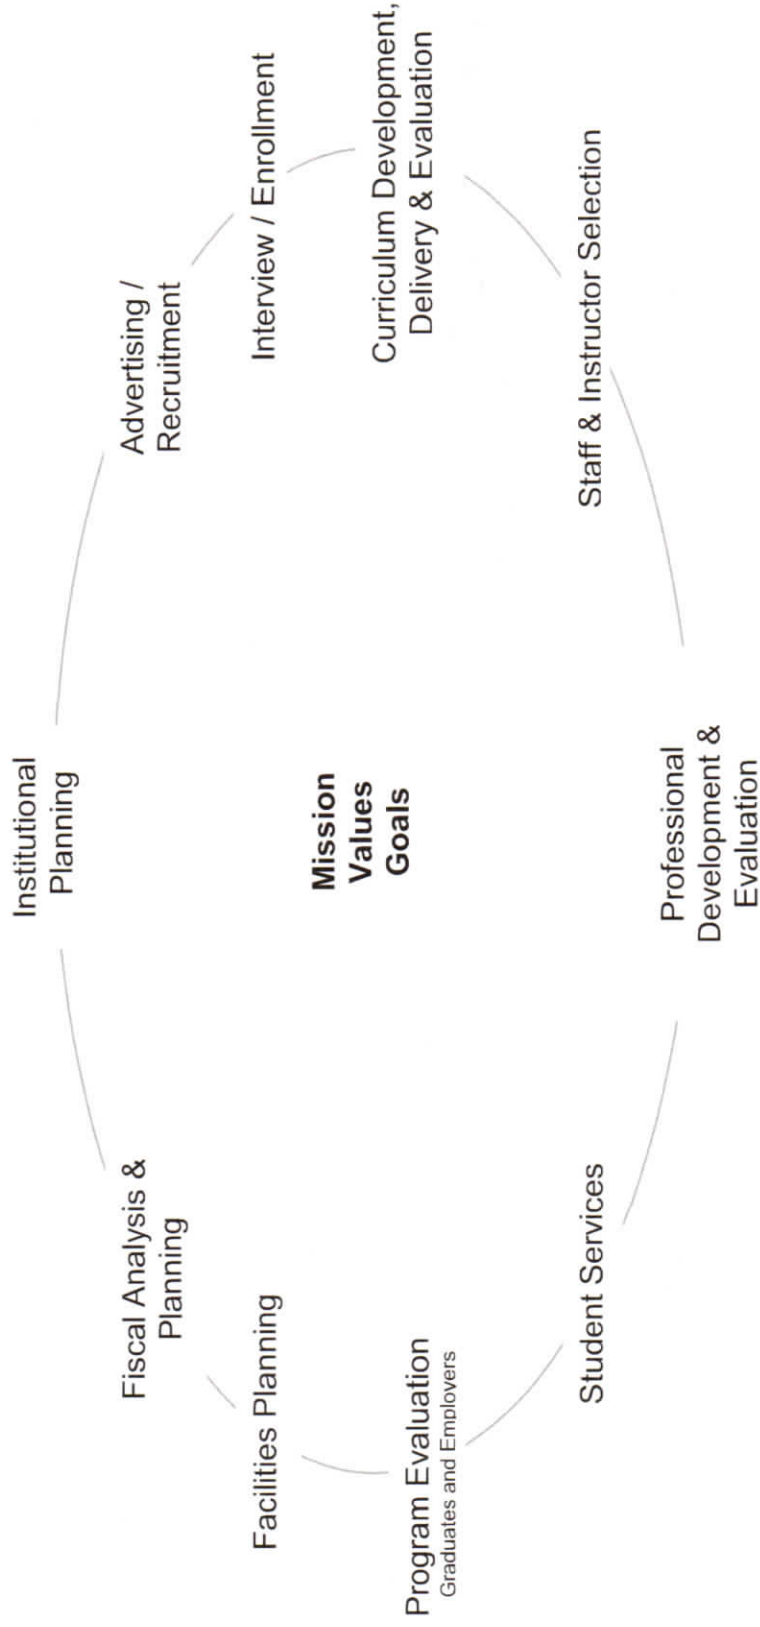 Institutional
Planning
Advertising /
Recruitment
Interview / Enrollment
Curriculum Development,
Delivery & Evaluation
Staff & Instructor Selection
Professional
Development &
Evaluation
Student Services
Program Evaluation
Graduates and Employers
Facilities Planning
Fiscal Analysis &
Planning
Mission
Values
Goals